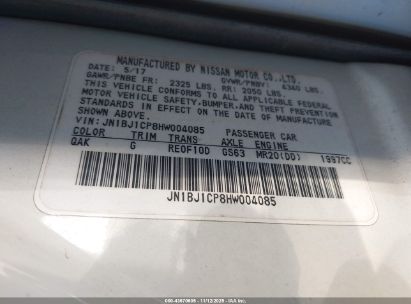 MANUFACTURED BY NISSAN MOTOR CO.,LTD.
DATE: 5/17 GVWR/PNBV: 4340 LBS.
GAWR/PNBE FR: 2325 LBS. RR: 2050 LBS.
THIS VEHICLE CONFORMS TO ALL APPLICABLE FEDERAL
MOTOR VEHICLE SAFETY,BUMPER,AND THEFT PREVENTION
STANDARDS IN EFFECT ON THE DATE OF MANUFACTURE
SHOWN ABOVE.
VIN: JN1BJ1CP8HW004085 PASSENGER CAR
COLOR TRIM TRANS AXLE ENGINE
QAK G RE0F10D GS63 MR20(DD) 1997CC
JN1BJ1CP8HW004085